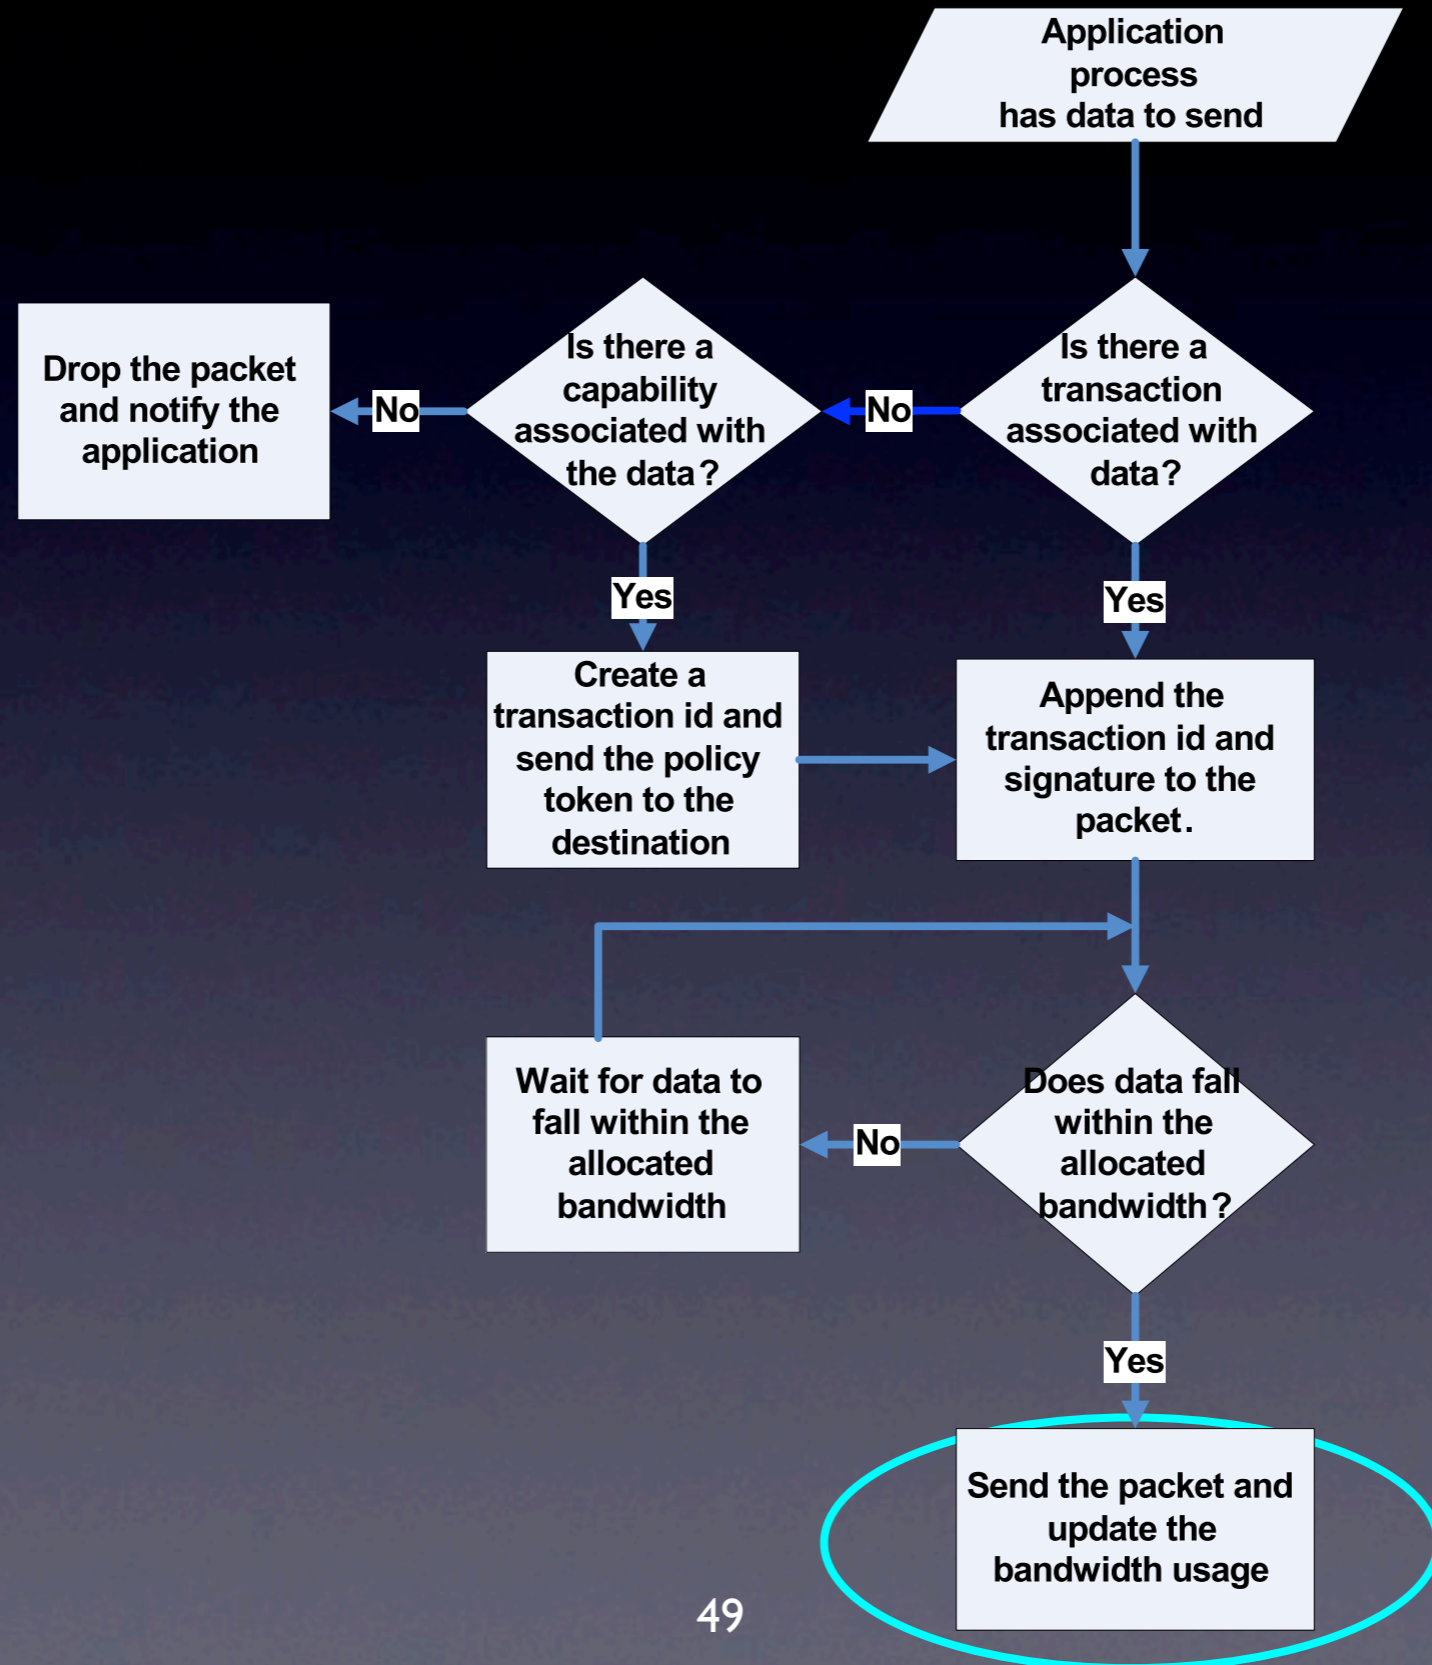 Application
process
has data to send
Is there a
transaction
associated with
data?
No
Is there a
capability
associated with
the data?
No
Drop the packet
and notify the
application
Yes
Yes
Create a
transaction id and
send the policy
token to the
destination
Append the
transaction id and
signature to the
packet.
Does data fall
within the
allocated
bandwidth?
No
Wait for data to
fall within the
allocated
bandwidth
Yes
Send the packet and
update the
bandwidth usage
49